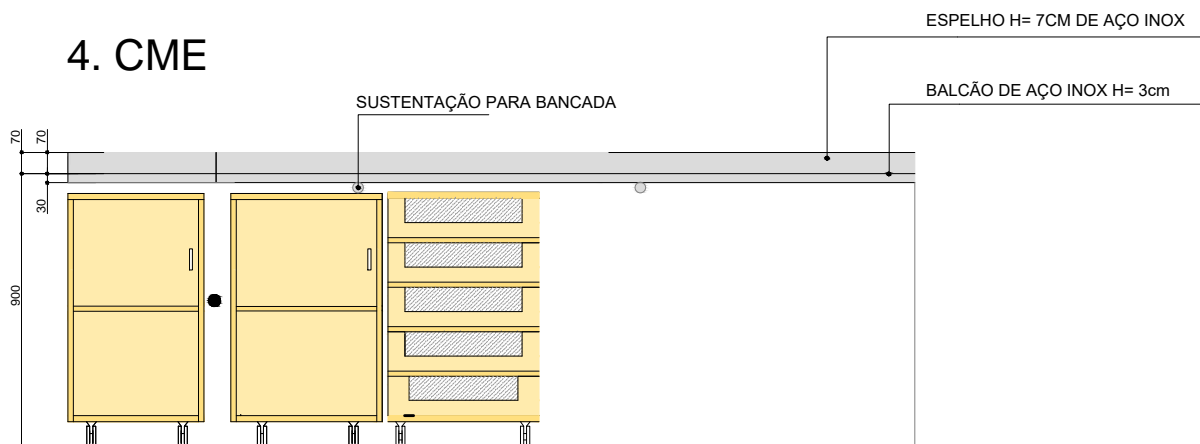 ESPELHO H= 7CM DE AÇO INOX
4. CME
BALCÃO DE AÇO INOX H= 3cm
SUSTENTAÇÃO PARA BANCADA
70
70
30
900